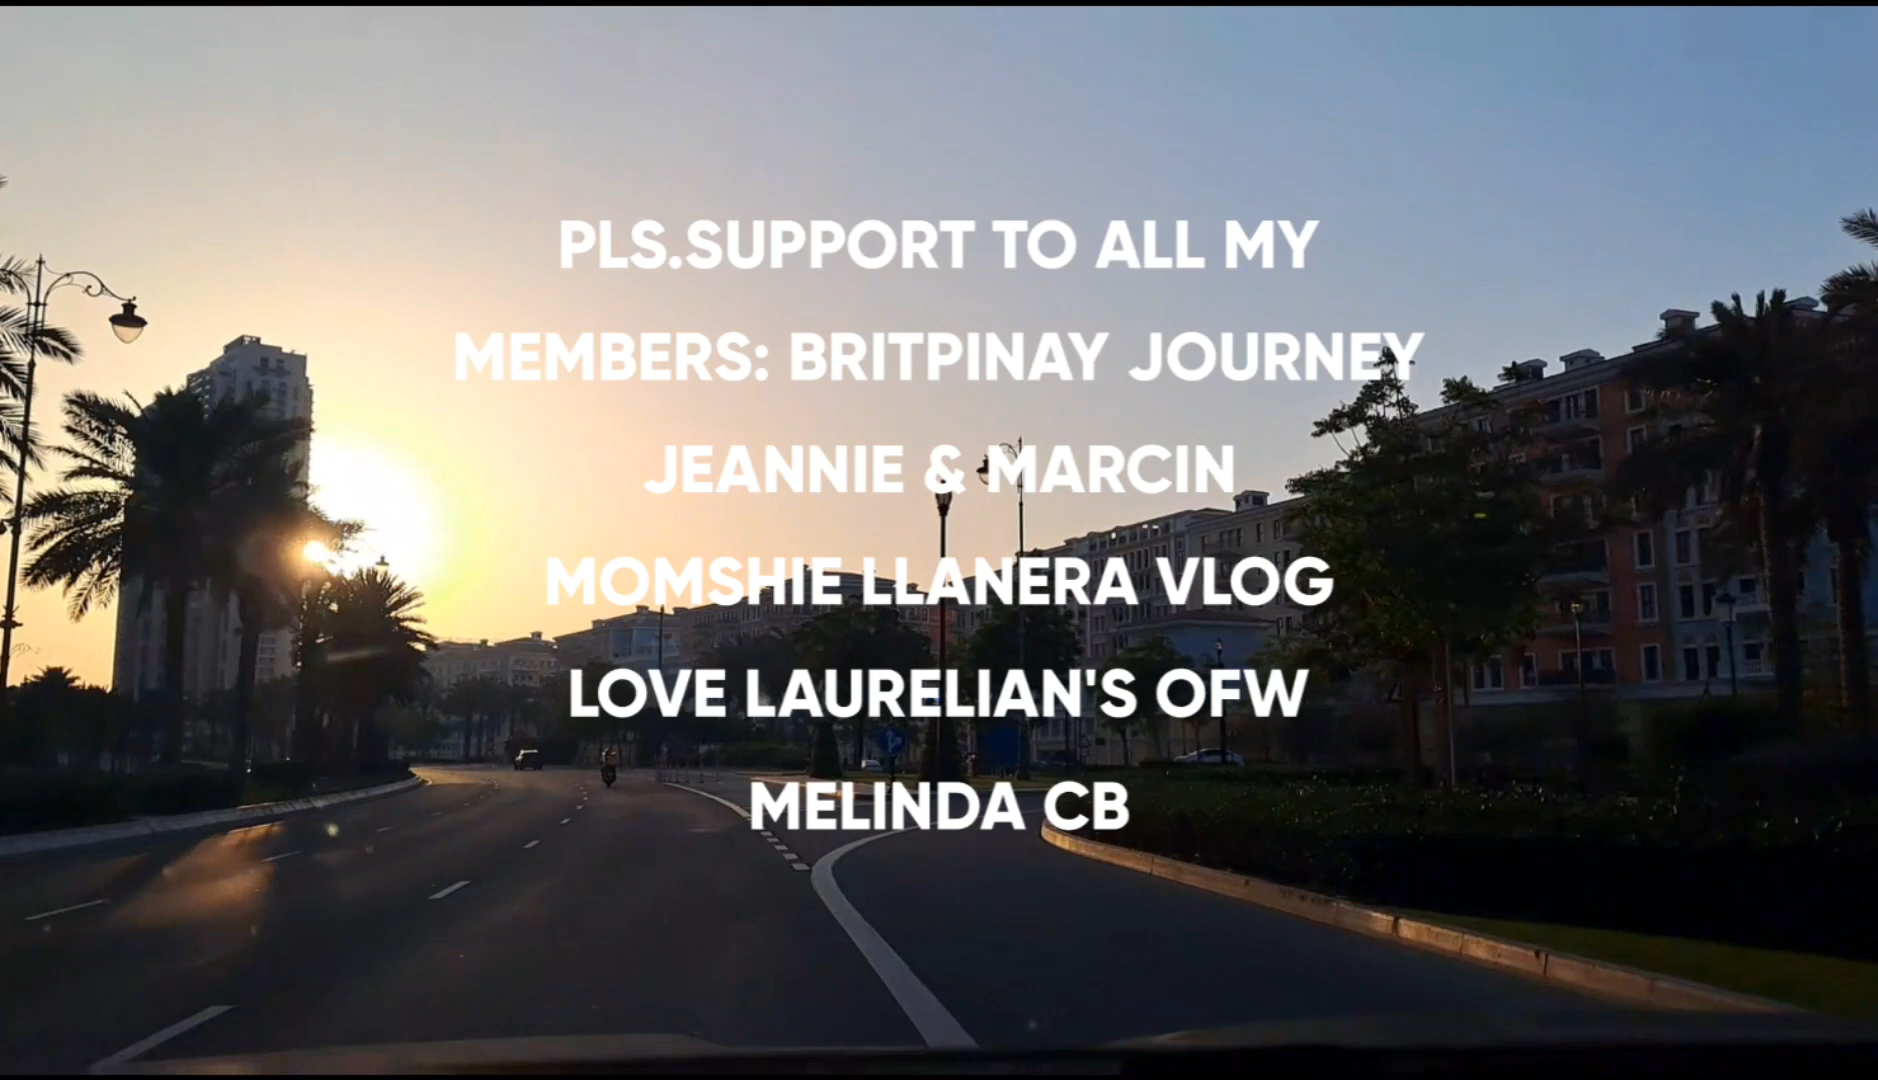 PLS.SUPPORT TO ALL MY
MEMBERS: BRITPINAY JOURNEY
JEANNIE & MARCIN
MOMSHIE LLANERA VLOG
LOVE LAURELIAN'S OFW
MELINDA CB